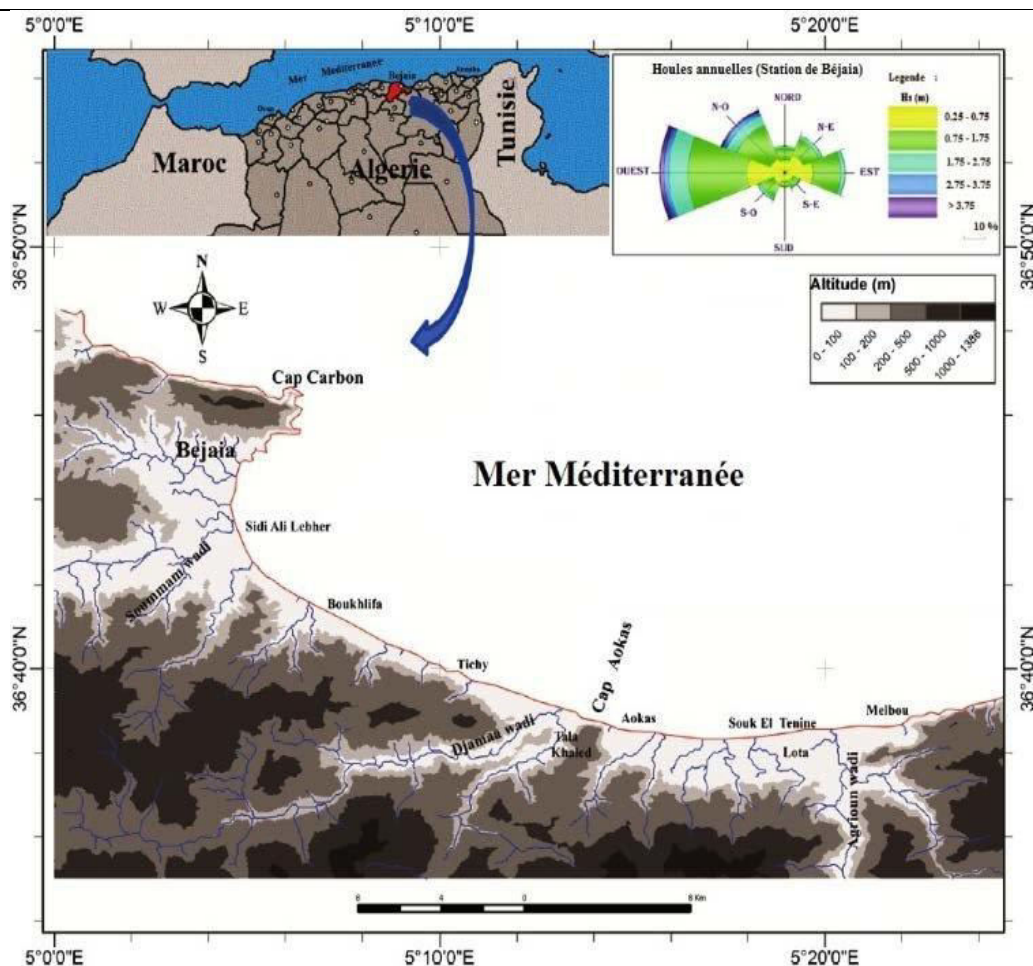 5°0'0"E 5°10'0"E 5°20'0"E
36°50'0"N
36°40'0"N
Mer Méditerranée
Bejaia
Oran
Maroc
Algerie
Tunisie
Houles annuelles (Station de Béjaia)
NORD
N-O
N-E
OUEST
EST
S-O
S-E
SUD
Legende :
Hs (m)
0.25 - 0.75
0.75 - 1.75
1.75 - 2.75
2.75 - 3.75
> 3.75
10 %
36°50'0"N
Altitude (m)
0 - 100
100 - 200
200 - 500
500 - 1000
1000 - 1386
N
W
E
S
Cap Carbon
Bejaia
Mer Méditerranée
Sidi Ali Lebher
Soummam wadi
Boukhlifa
Tichy
Cap Aokas
Aokas
Souk El Tenine
Melbou
Djaniaa wadi
Tala
Khaled
Lota
Agrioun wadi
36°40'0"N
4
0
8 Km
5°0'0"E 5°10'0"E 5°20'0"E